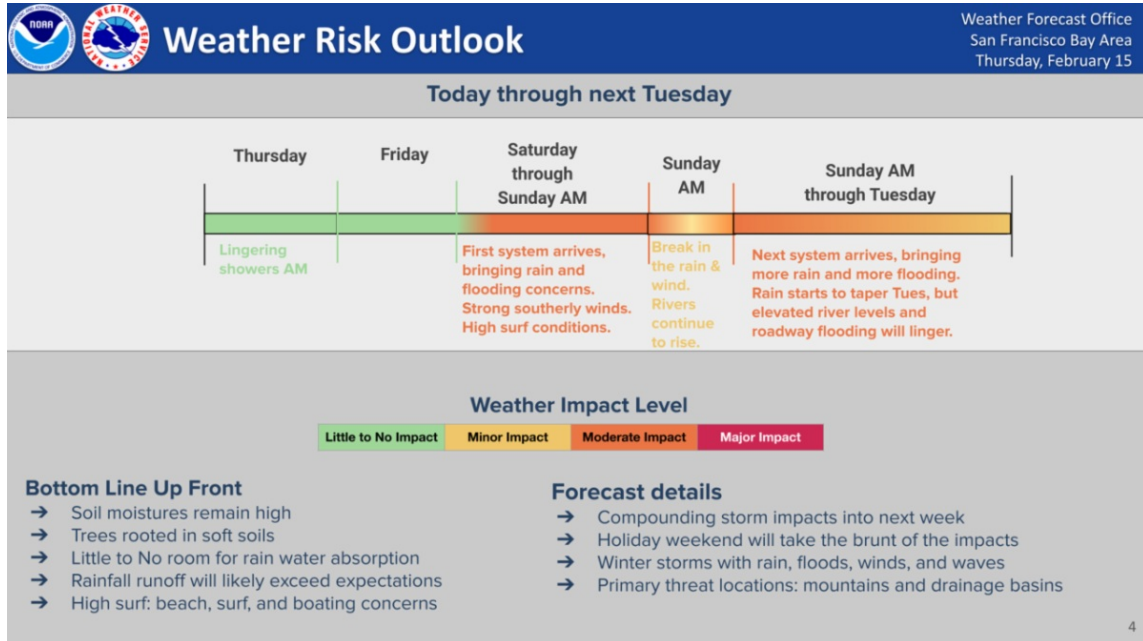 NOAA
NATIONAL WEATHER SERVICE
Weather Risk Outlook
Weather Forecast Office
San Francisco Bay Area
Thursday, February 15
Today through next Tuesday
Thursday
Friday
Saturday
through
Sunday AM
Sunday
AM
Sunday AM
through Tuesday
Lingering
showers AM
First system arrives,
bringing rain and
flooding concerns.
Strong southerly winds.
High surf conditions.
Break in
the rain &
wind.
Rivers
continue
to rise.
Next system arrives, bringing
more rain and more flooding.
Rain starts to taper Tues, but
elevated river levels and
roadway flooding will linger.
Weather Impact Level
Little to No Impact
Minor Impact
Moderate Impact
Major Impact
Bottom Line Up Front
➔ Soil moistures remain high
➔ Trees rooted in soft soils
➔ Little to No room for rain water absorption
➔ Rainfall runoff will likely exceed expectations
➔ High surf: beach, surf, and boating concerns
Forecast details
➔ Compounding storm impacts into next week
➔ Holiday weekend will take the brunt of the impacts
➔ Winter storms with rain, floods, winds, and waves
➔ Primary threat locations: mountains and drainage basins
4